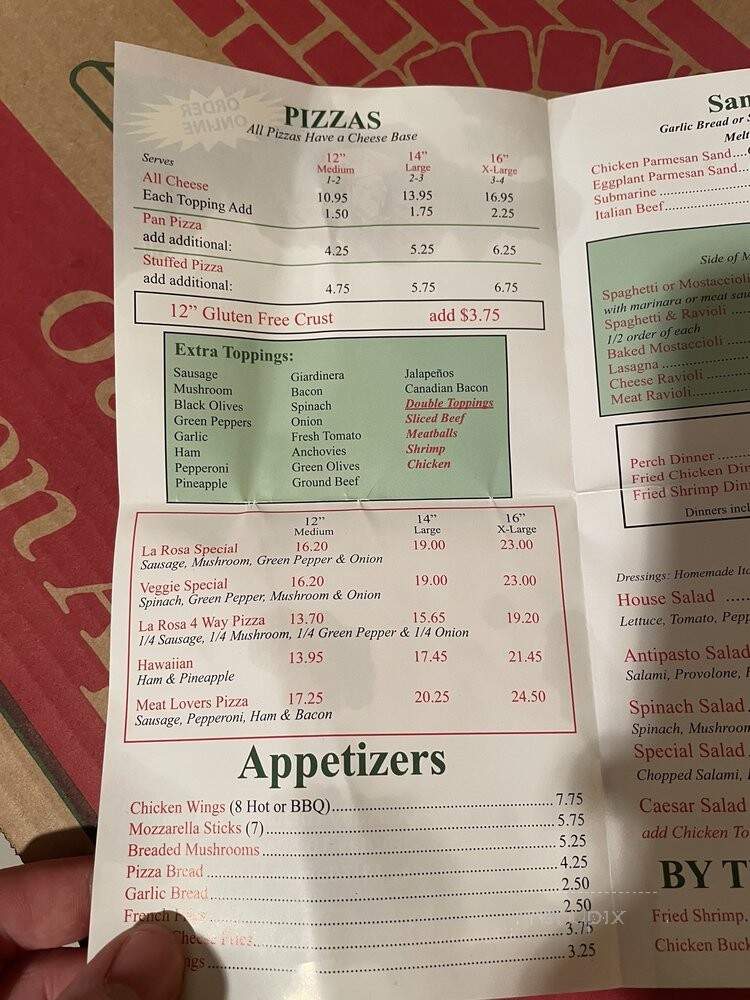 ORDER
ONLINE
PIZZAS
All Pizzas Have a Cheese Base
Serves 12” 14” 16”
Medium Large X-Large
1-2 2-3 3-4
All Cheese 10.95 13.95 16.95
Each Topping Add 1.50 1.75 2.25
Pan Pizza
add additional: 4.25 5.25 6.25
Stuffed Pizza
add additional: 4.75 5.75 6.75
12” Gluten Free Crust add $3.75
Extra Toppings:
Sausage Giardinera Jalapeños
Mushroom Bacon Canadian Bacon
Black Olives Spinach Double Toppings
Green Peppers Onion Sliced Beef
Garlic Fresh Tomato Meatballs
Ham Anchovies Shrimp
Pepperoni Green Olives Chicken
Pineapple Ground Beef
12” 14” 16”
Medium Large X-Large
La Rosa Special 16.20 19.00 23.00
Sausage, Mushroom, Green Pepper & Onion
Veggie Special 16.20 19.00 23.00
Spinach, Green Pepper, Mushroom & Onion
La Rosa 4 Way Pizza 13.70 15.65 19.20
1/4 Sausage, 1/4 Mushroom, 1/4 Green Pepper & 1/4 Onion
Hawaiian 13.95 17.45 21.45
Ham & Pineapple
Meat Lovers Pizza 17.25 20.25 24.50
Sausage, Pepperoni, Ham & Bacon
Appetizers
Chicken Wings (8 Hot or BBQ) 7.75
Mozzarella Sticks (7) 5.75
Breaded Mushrooms 5.25
Pizza Bread 4.25
Garlic Bread 2.50
French Fries 2.50
Cheese Fries 3.75
3.25
San
Garlic Bread or
Melt
Chicken Parmesan Sand....
Eggplant Parmesan Sand...
Submarine
Italian Beef
Side of M
Spaghetti or Mostaccioli
with marinara or meat sau
Spaghetti & Ravioli
1/2 order of each
Baked Mostaccioli
Lasagna
Cheese Ravioli
Meat Ravioli
Perch Dinner
Fried Chicken Din
Fried Shrimp Din
Dinners incl
Dressings: Homemade Ita
House Salad
Lettuce, Tomato, Pepp
Antipasto Salad
Salami, Provolone,
Spinach Salad
Spinach, Mushroom
Special Salad
Chopped Salami,
Caesar Salad
add Chicken To
BY T
Fried Shrimp.
Chicken Buck